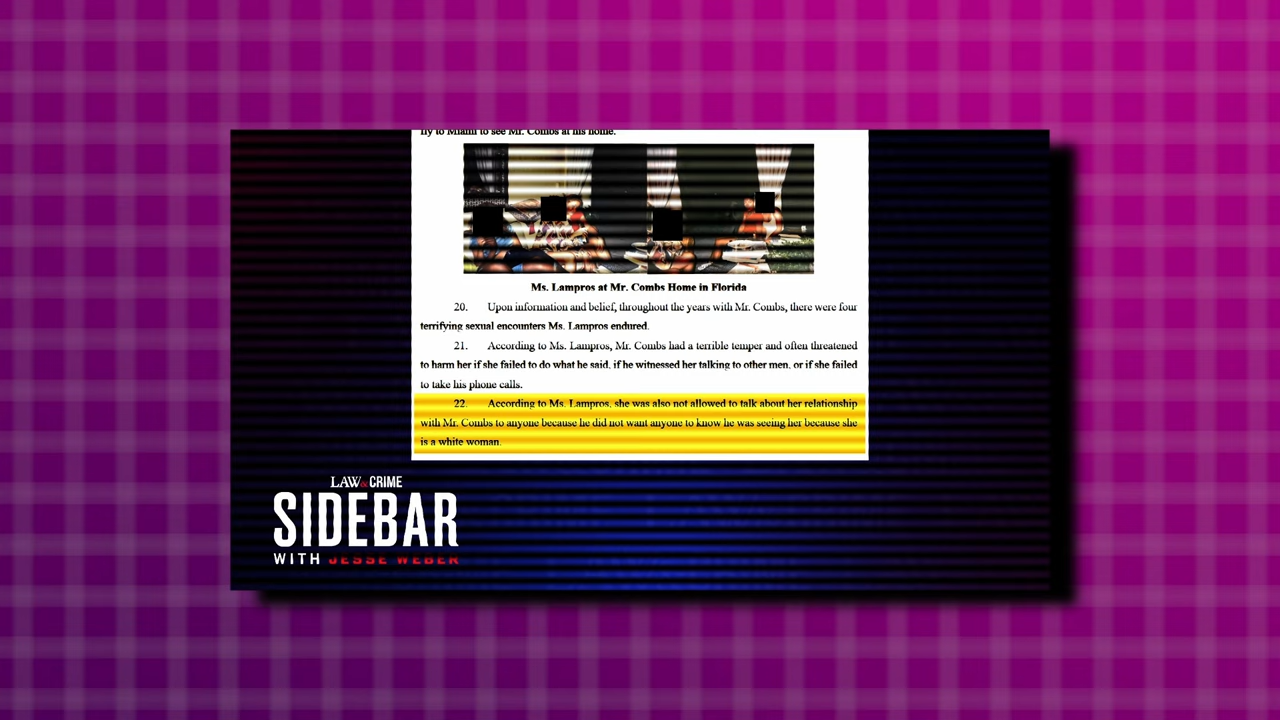 fly to Miami to see Mr. Combs at his home.
Ms. Lampros at Mr. Combs Home in Florida
20. Upon information and belief, throughout the years with Mr. Combs, there were four
terrifying sexual encounters Ms. Lampros endured.
21. According to Ms. Lampros, Mr. Combs had a terrible temper and often threatened
to harm her if she failed to do what he said, if he witnessed her talking to other men, or if she failed
to take his phone calls.
22. According to Ms. Lampros, she was also not allowed to talk about her relationship
with Mr. Combs to anyone because he did not want anyone to know he was seeing her because she
is a white woman.
LAW&CRIME
SIDEBAR
WITH JESSE WEBER